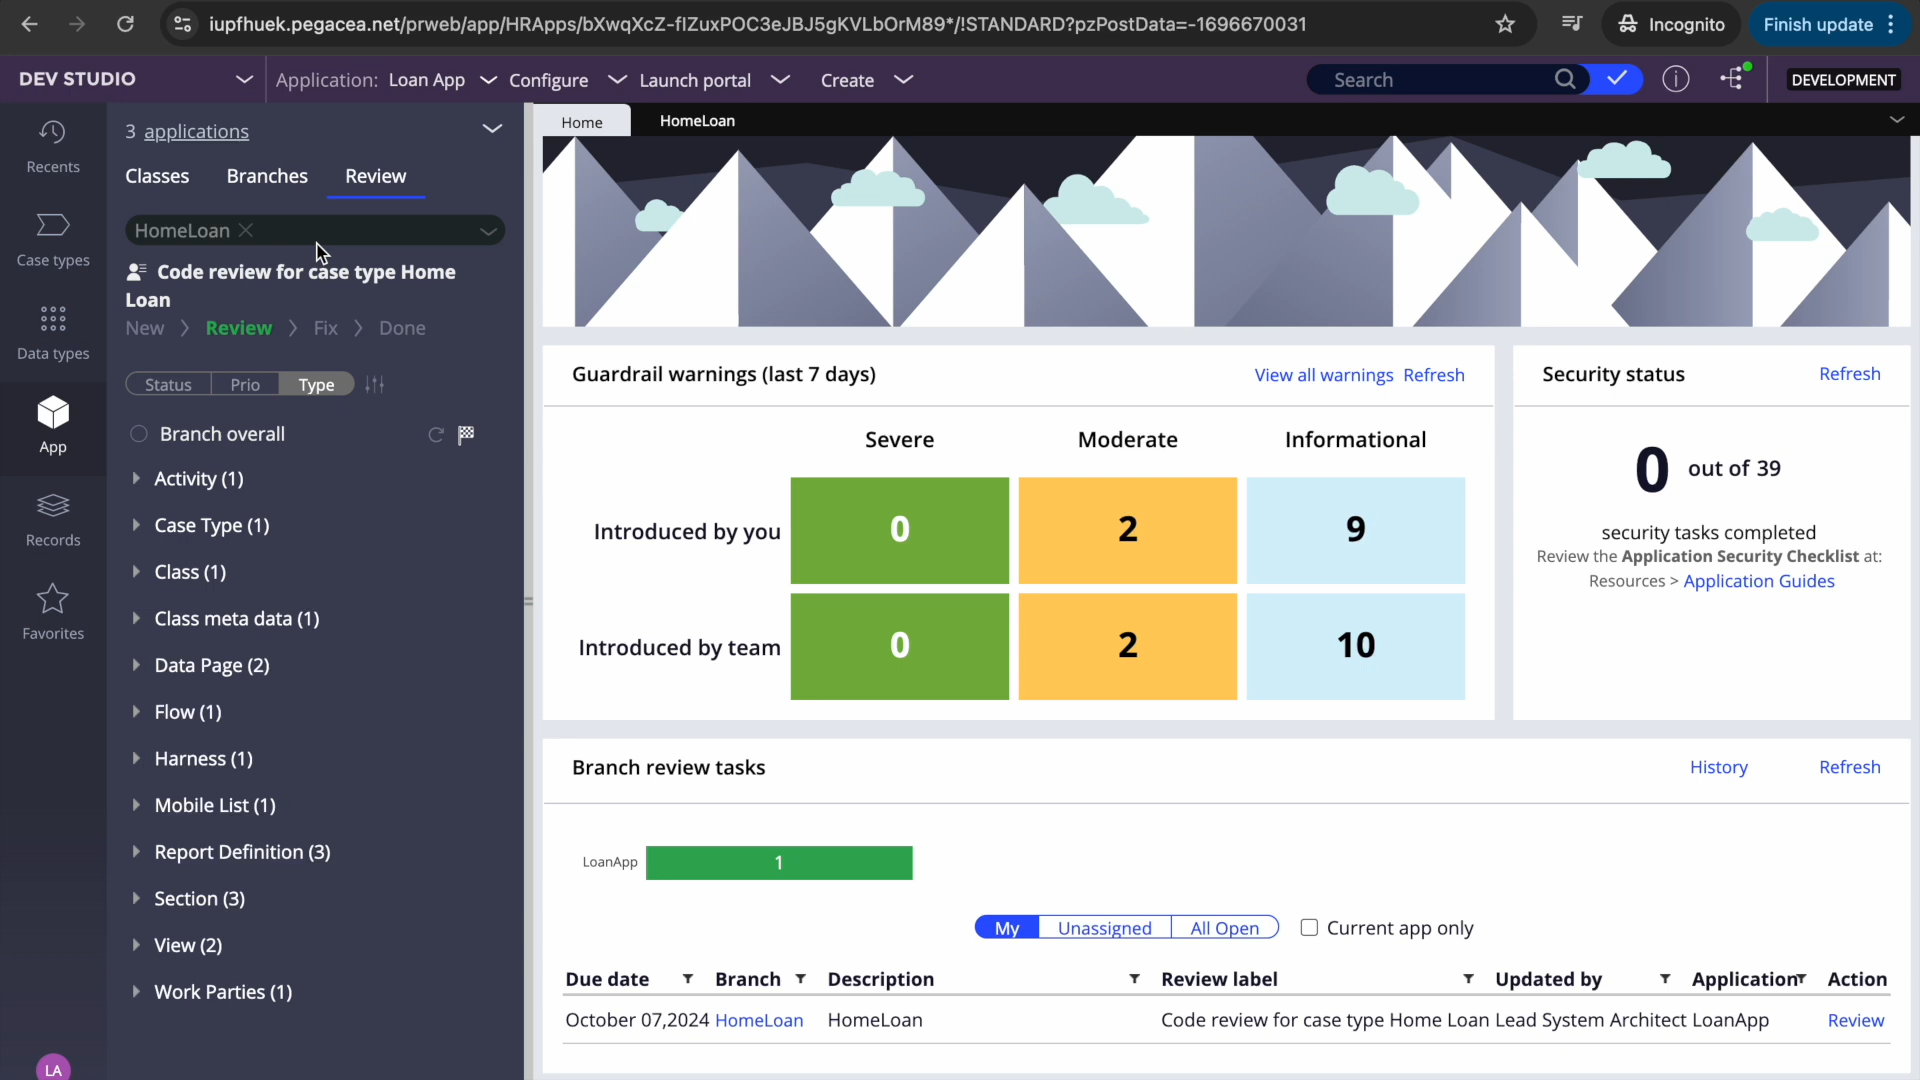 iupfhuek.pegacea.net/prweb/app/HRApps/bXwqXcZ-flZuxPOC3eJBJ5gKVLbOrM89*/!STANDARD?pzPostData=-1696670031
Incognito
Finish update
DEV STUDIO
Application: Loan App
Configure
Launch portal
Create
Search
DEVELOPMENT
Recents
Case types
Data types
App
Records
Favorites
LA
3 applications
Classes
Branches
Review
HomeLoan
Code review for case type Home
Loan
New
Review
Fix
Done
Status
Prio
Type
Branch overall
Activity (1)
Case Type (1)
Class (1)
Class meta data (1)
Data Page (2)
Flow (1)
Harness (1)
Mobile List (1)
Report Definition (3)
Section (3)
View (2)
Work Parties (1)
Home
HomeLoan
Guardrail warnings (last 7 days)
View all warnings
Refresh
Severe
Moderate
Informational
Introduced by you
0
2
9
Introduced by team
0
2
10
Security status
Refresh
0 out of 39
security tasks completed
Review the Application Security Checklist at:
Resources > Application Guides
Branch review tasks
History
Refresh
LoanApp
1
My
Unassigned
All Open
Current app only
Due date
Branch
Description
Review label
Updated by
Application
Action
October 07,2024
HomeLoan
HomeLoan
Code review for case type Home Loan
Lead System Architect
LoanApp
Review